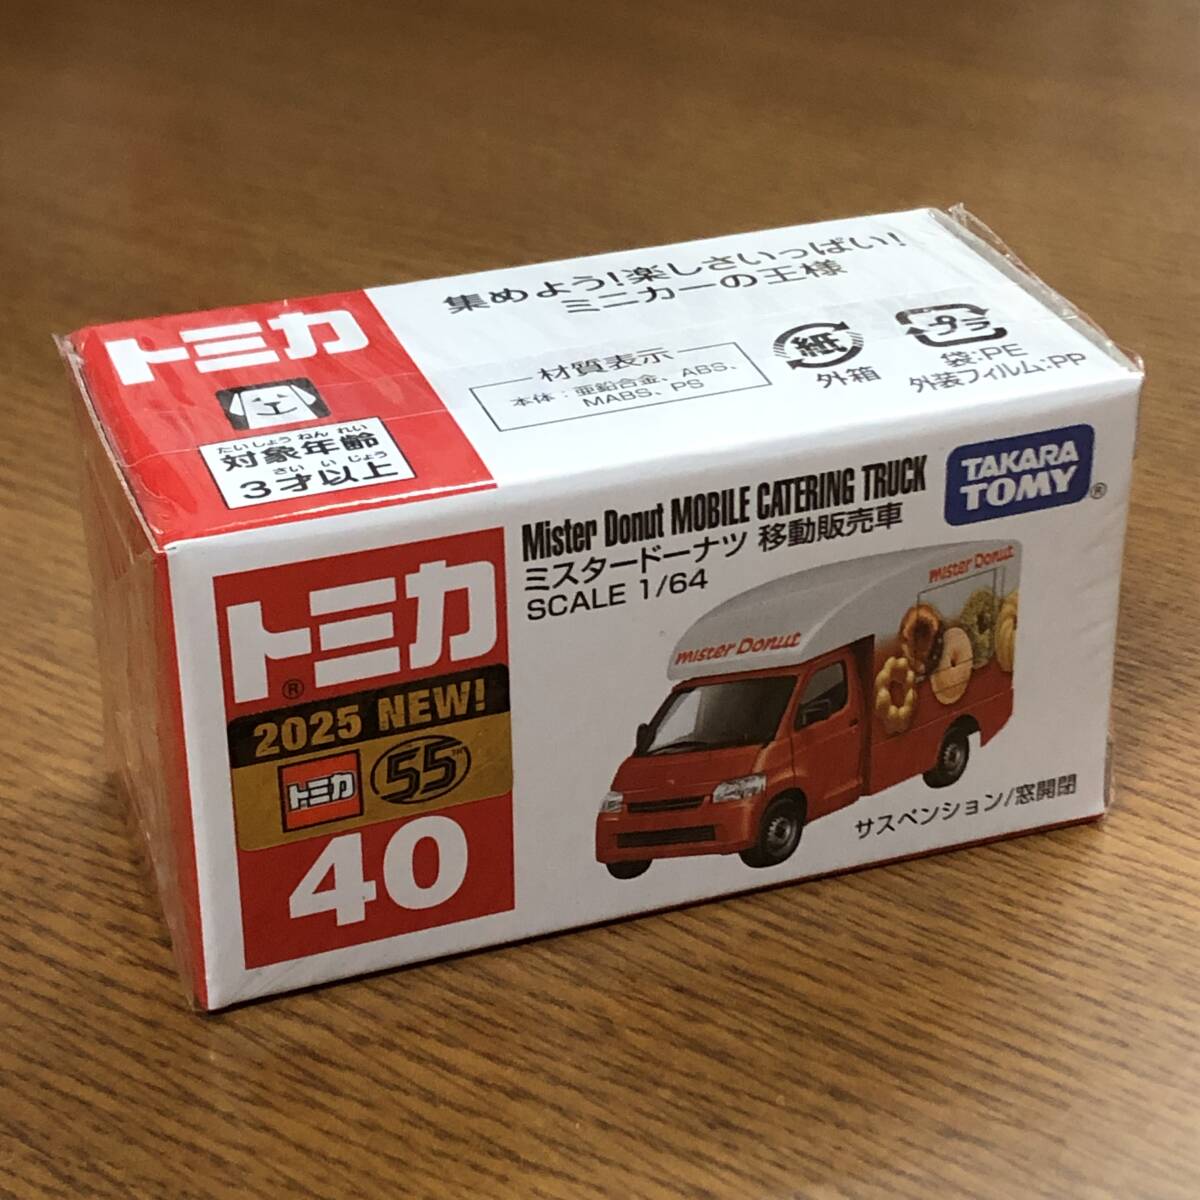 トミカ
たいしょうねんれい
対象年齢
さいいじょう
3才以上
集めよう!楽しさいっぱい!
ミニカーの王様
材質表示
本体:亜鉛合金、ABS、
MABS、PS
紙
外箱
プラ
袋:PE
外装フィルム:PP
トミカ
®
2025 NEW!
トミカ
55TH
40
Mister Donut MOBILE CATERING TRUCK
ミスタードーナツ 移動販売車
SCALE 1/64
TAKARA
TOMY®
mister Donut
mister Donut
サスペンション/窓開閉